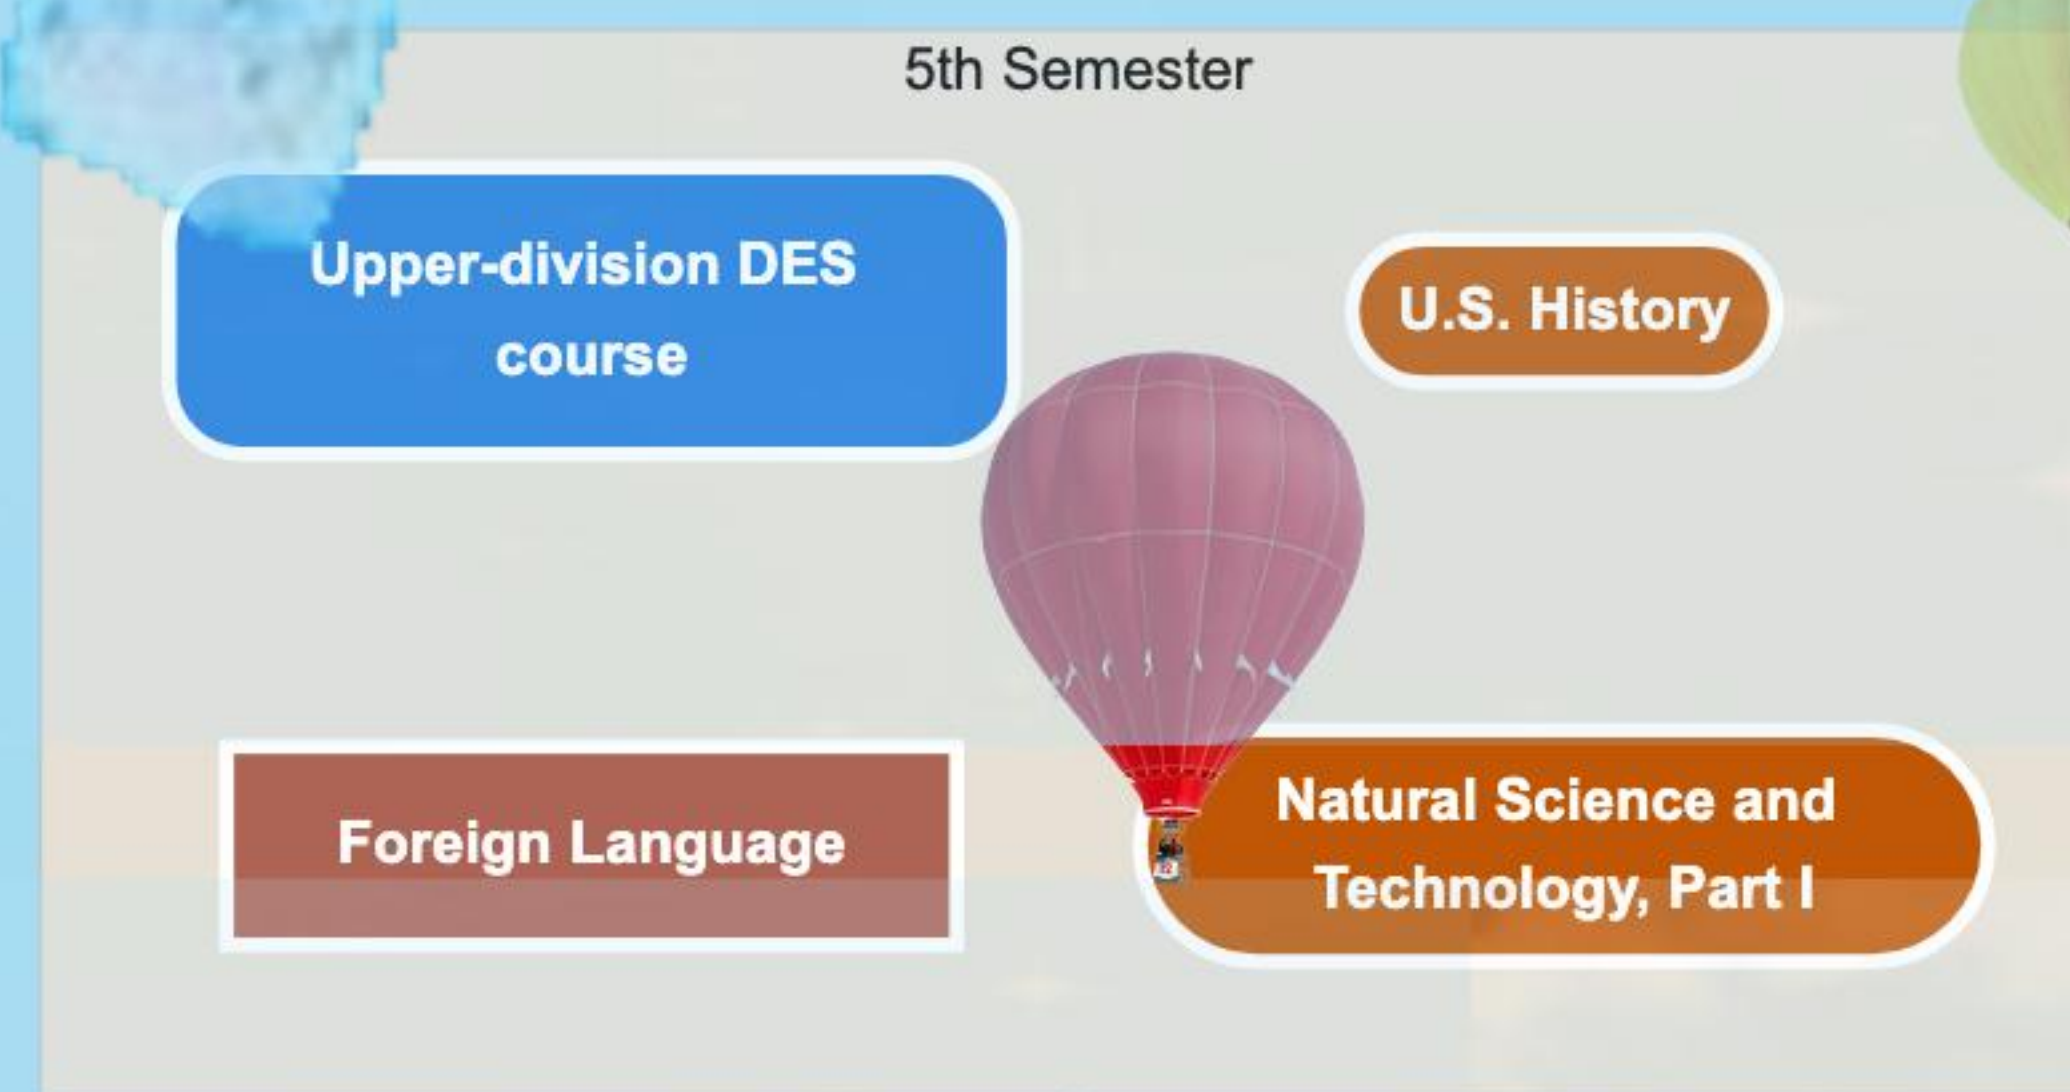 5th Semester
Upper-division DES
course
U.S. History
Foreign Language
Natural Science and
Technology, Part I